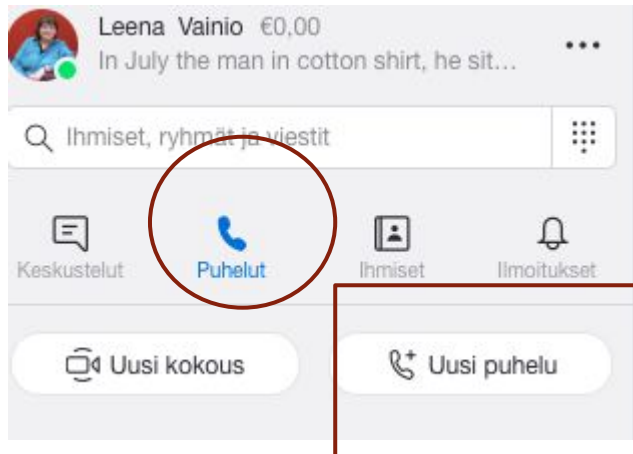 Leena Vainio €0,00
In July the man in cotton shirt, he sit...
Ihmiset, ryhmät ja viestit
Keskustelut Puhelut Ihmiset Ilmoitukset
Uusi kokous Uusi puhelu